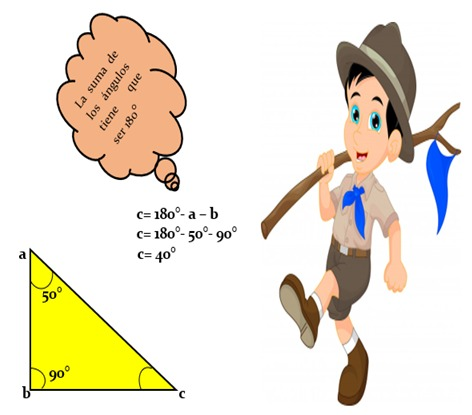 La suma de
los ángulos
tiene que
ser 180°
c= 180°- a – b
c= 180°- 50°- 90°
c= 40°
a
50°
90°
b
c